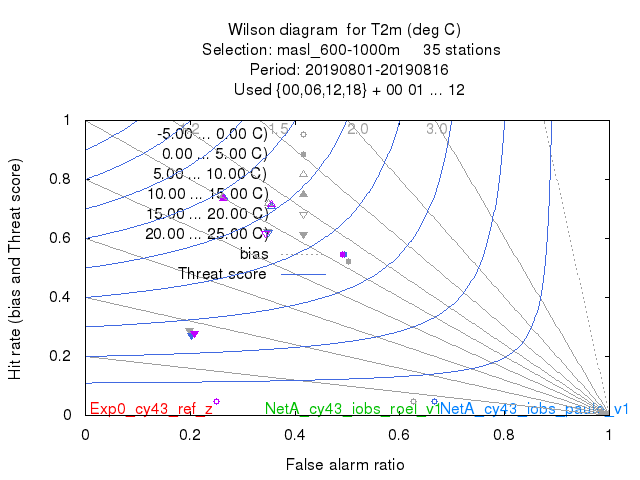 Wilson diagram  for T2m (deg C)
Selection: masl_600-1000m     35 stations
Period: 20190801-20190816
Used {00,06,12,18} + 00 01 ... 12
Hit rate (bias and Threat score)
1
0.8
0.6
0.4
0.2
0
1.2 1.5 2.0 3.0
-5.00 ... 0.00 C)
0.00 ... 5.00 C)
5.00 ... 10.00 C)
10.00 ... 15.00 C)
15.00 ... 20.00 C)
20.00 ... 25.00 C)
bias
Threat score
Exp0_cy43_ref_z NetA_cy43_iobs_roel_v1 NetA_cy43_iobs_paulo_v1
0 0.2 0.4 0.6 0.8 1
False alarm ratio